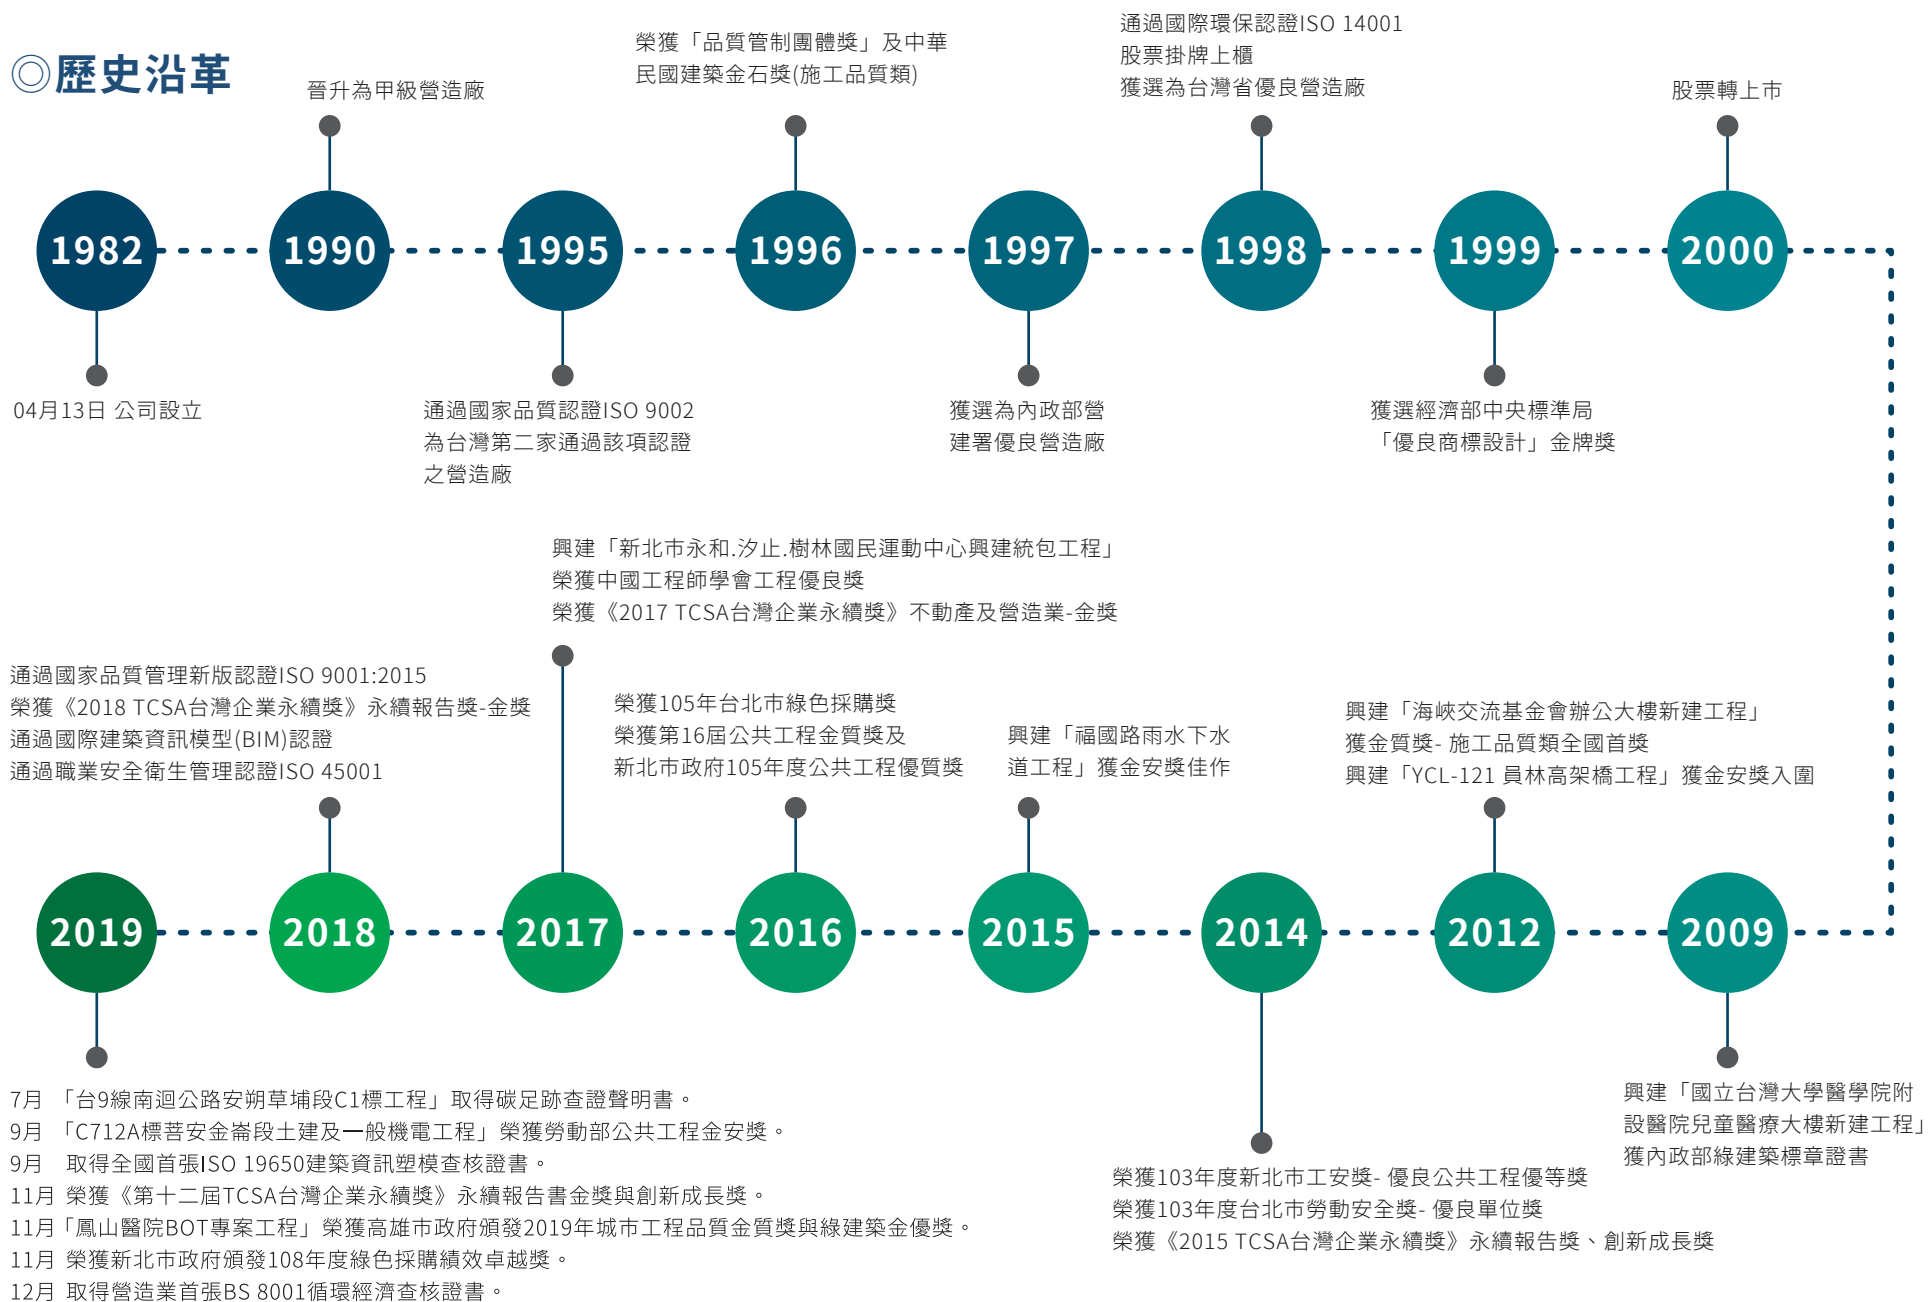 ◎歷史沿革
1982
04月13日 公司設立
晉升為甲級營造廠
1990
1995
通過國家品質認證ISO 9002
為台灣第二家通過該項認證
之營造廠
榮獲「品質管制團體獎」及中華
民國建築金石獎(施工品質類)
1996
1997
獲選為內政部營
建署優良營造廠
通過國際環保認證ISO 14001
股票掛牌上櫃
獲選為台灣省優良營造廠
1998
1999
獲選經濟部中央標準局
「優良商標設計」金牌獎
股票轉上市
2000
2009
興建「國立台灣大學醫學院附
設醫院兒童醫療大樓新建工程」
獲內政部綠建築標章證書
興建「海峽交流基金會辦公大樓新建工程」
獲金質獎- 施工品質類全國首獎
興建「YCL-121 員林高架橋工程」獲金安獎入圍
2012
2014
榮獲103年度新北市工安獎- 優良公共工程優等獎
榮獲103年度台北市勞動安全獎- 優良單位獎
榮獲《2015 TCSA台灣企業永續獎》永續報告獎、創新成長獎
興建「福國路雨水下水
道工程」獲金安獎佳作
2015
榮獲105年台北市綠色採購獎
榮獲第16屆公共工程金質獎及
新北市政府105年度公共工程優質獎
2016
興建「新北市永和.汐止.樹林國民運動中心興建統包工程」
榮獲中國工程師學會工程優良獎
榮獲《2017 TCSA台灣企業永續獎》不動產及營造業-金獎
2017
通過國家品質管理新版認證ISO 9001:2015
榮獲《2018 TCSA台灣企業永續獎》永續報告獎-金獎
通過國際建築資訊模型(BIM)認證
通過職業安全衛生管理認證ISO 45001
2018
2019
7月 「台9線南迴公路安朔草埔段C1標工程」取得碳足跡查證聲明書。
9月 「C712A標菩安金崙段土建及一般機電工程」榮獲勞動部公共工程金安獎。
9月 取得全國首張ISO 19650建築資訊塑模查核證書。
11月 榮獲《第十二屆TCSA台灣企業永續獎》永續報告書金獎與創新成長獎。
11月「鳳山醫院BOT專案工程」榮獲高雄市政府頒發2019年城市工程品質金質獎與綠建築金優獎。
11月 榮獲新北市政府頒發108年度綠色採購績效卓越獎。
12月 取得營造業首張BS 8001循環經濟查核證書。